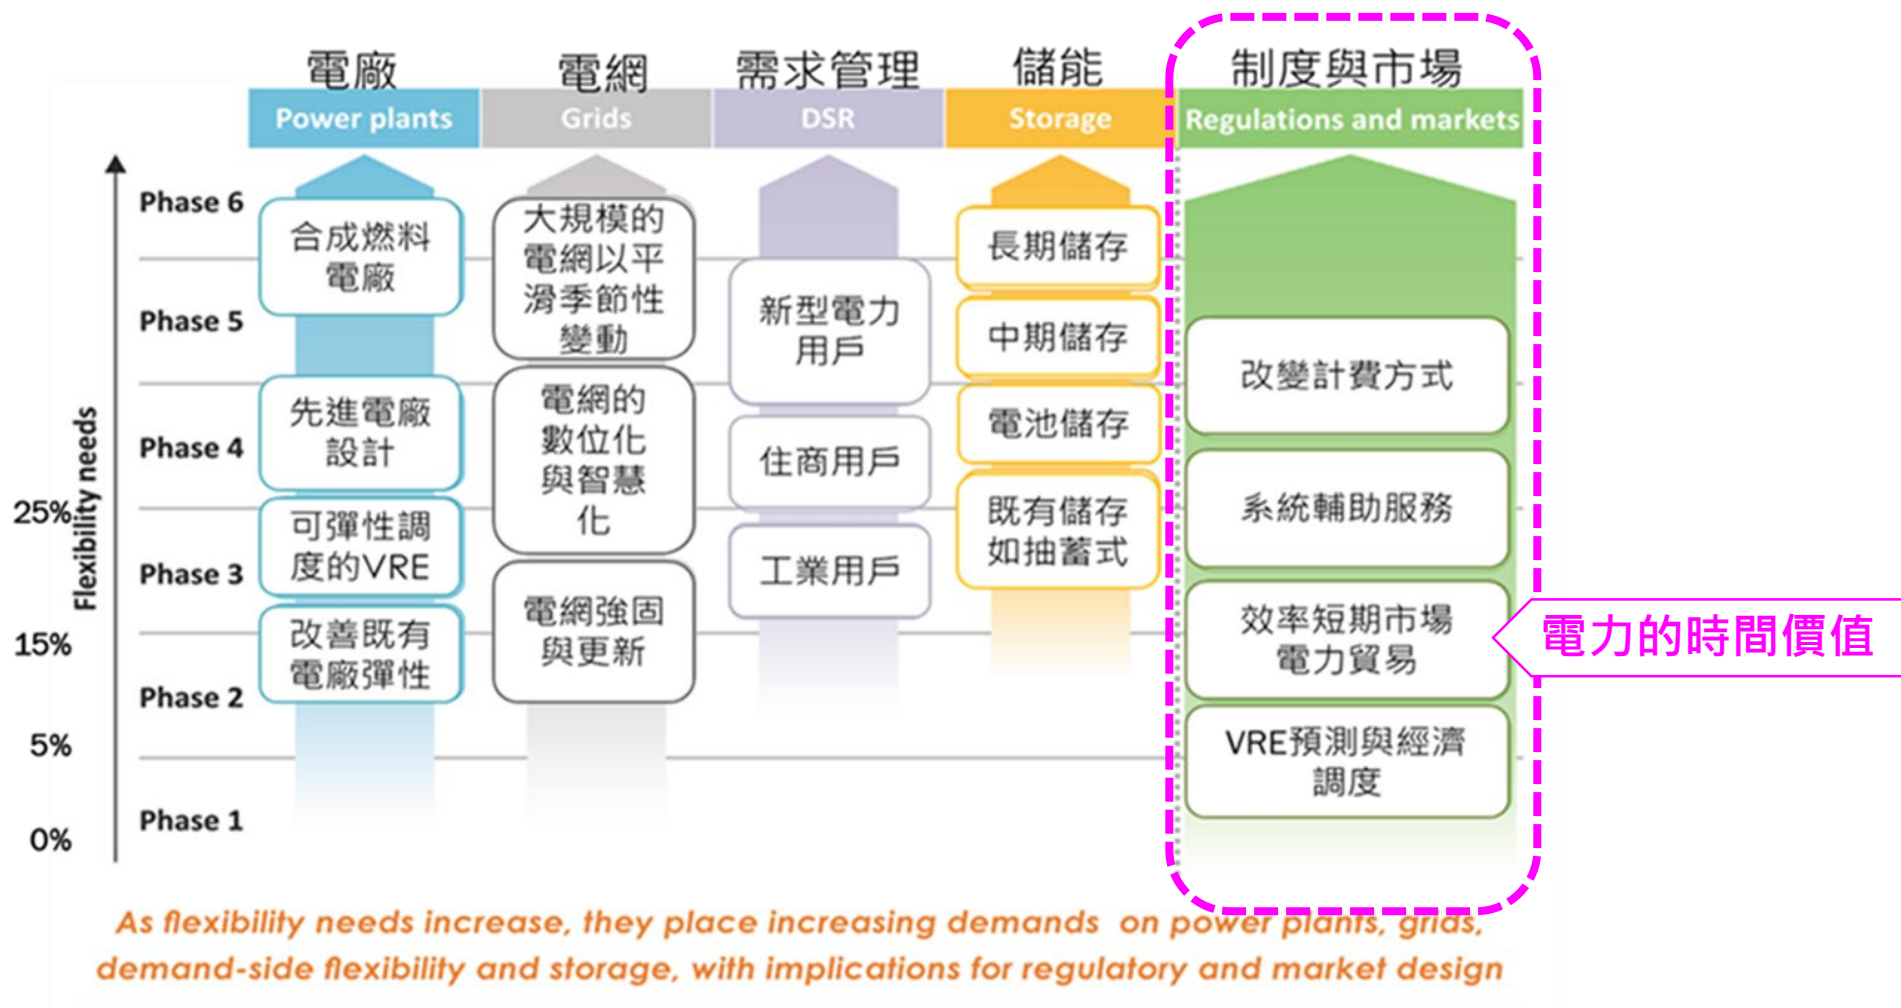 電廠
電網
需求管理
儲能
制度與市場
Power plants
Grids
DSR
Storage
Regulations and markets
Flexibility needs
25%
15%
5%
0%
Phase 6
Phase 5
Phase 4
Phase 3
Phase 2
Phase 1
合成燃料
電廠
先進電廠
設計
可彈性調
度的VRE
改善既有
電廠彈性
大規模的
電網以平
滑季節性
變動
電網的
數位化
與智慧
化
電網強固
與更新
新型電力
用戶
住商用戶
工業用戶
長期儲存
中期儲存
電池儲存
既有儲存
如抽蓄式
改變計費方式
系統輔助服務
效率短期市場
電力貿易
VRE預測與經濟
調度
電力的時間價值
As flexibility needs increase, they place increasing demands on power plants, grids,
demand-side flexibility and storage, with implications for regulatory and market design